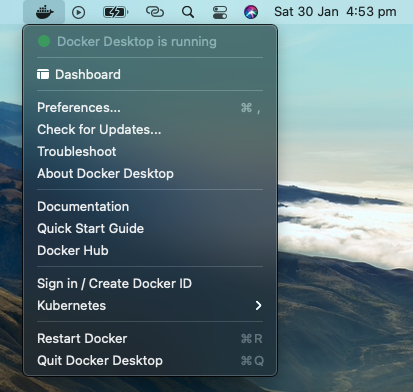 Sat 30 Jan 4:53 pm
Docker Desktop is running
Dashboard
Preferences... ⌘ ,
Check for Updates...
Troubleshoot
About Docker Desktop
Documentation
Quick Start Guide
Docker Hub
Sign in / Create Docker ID
Kubernetes
Restart Docker ⌘ R
Quit Docker Desktop ⌘ Q